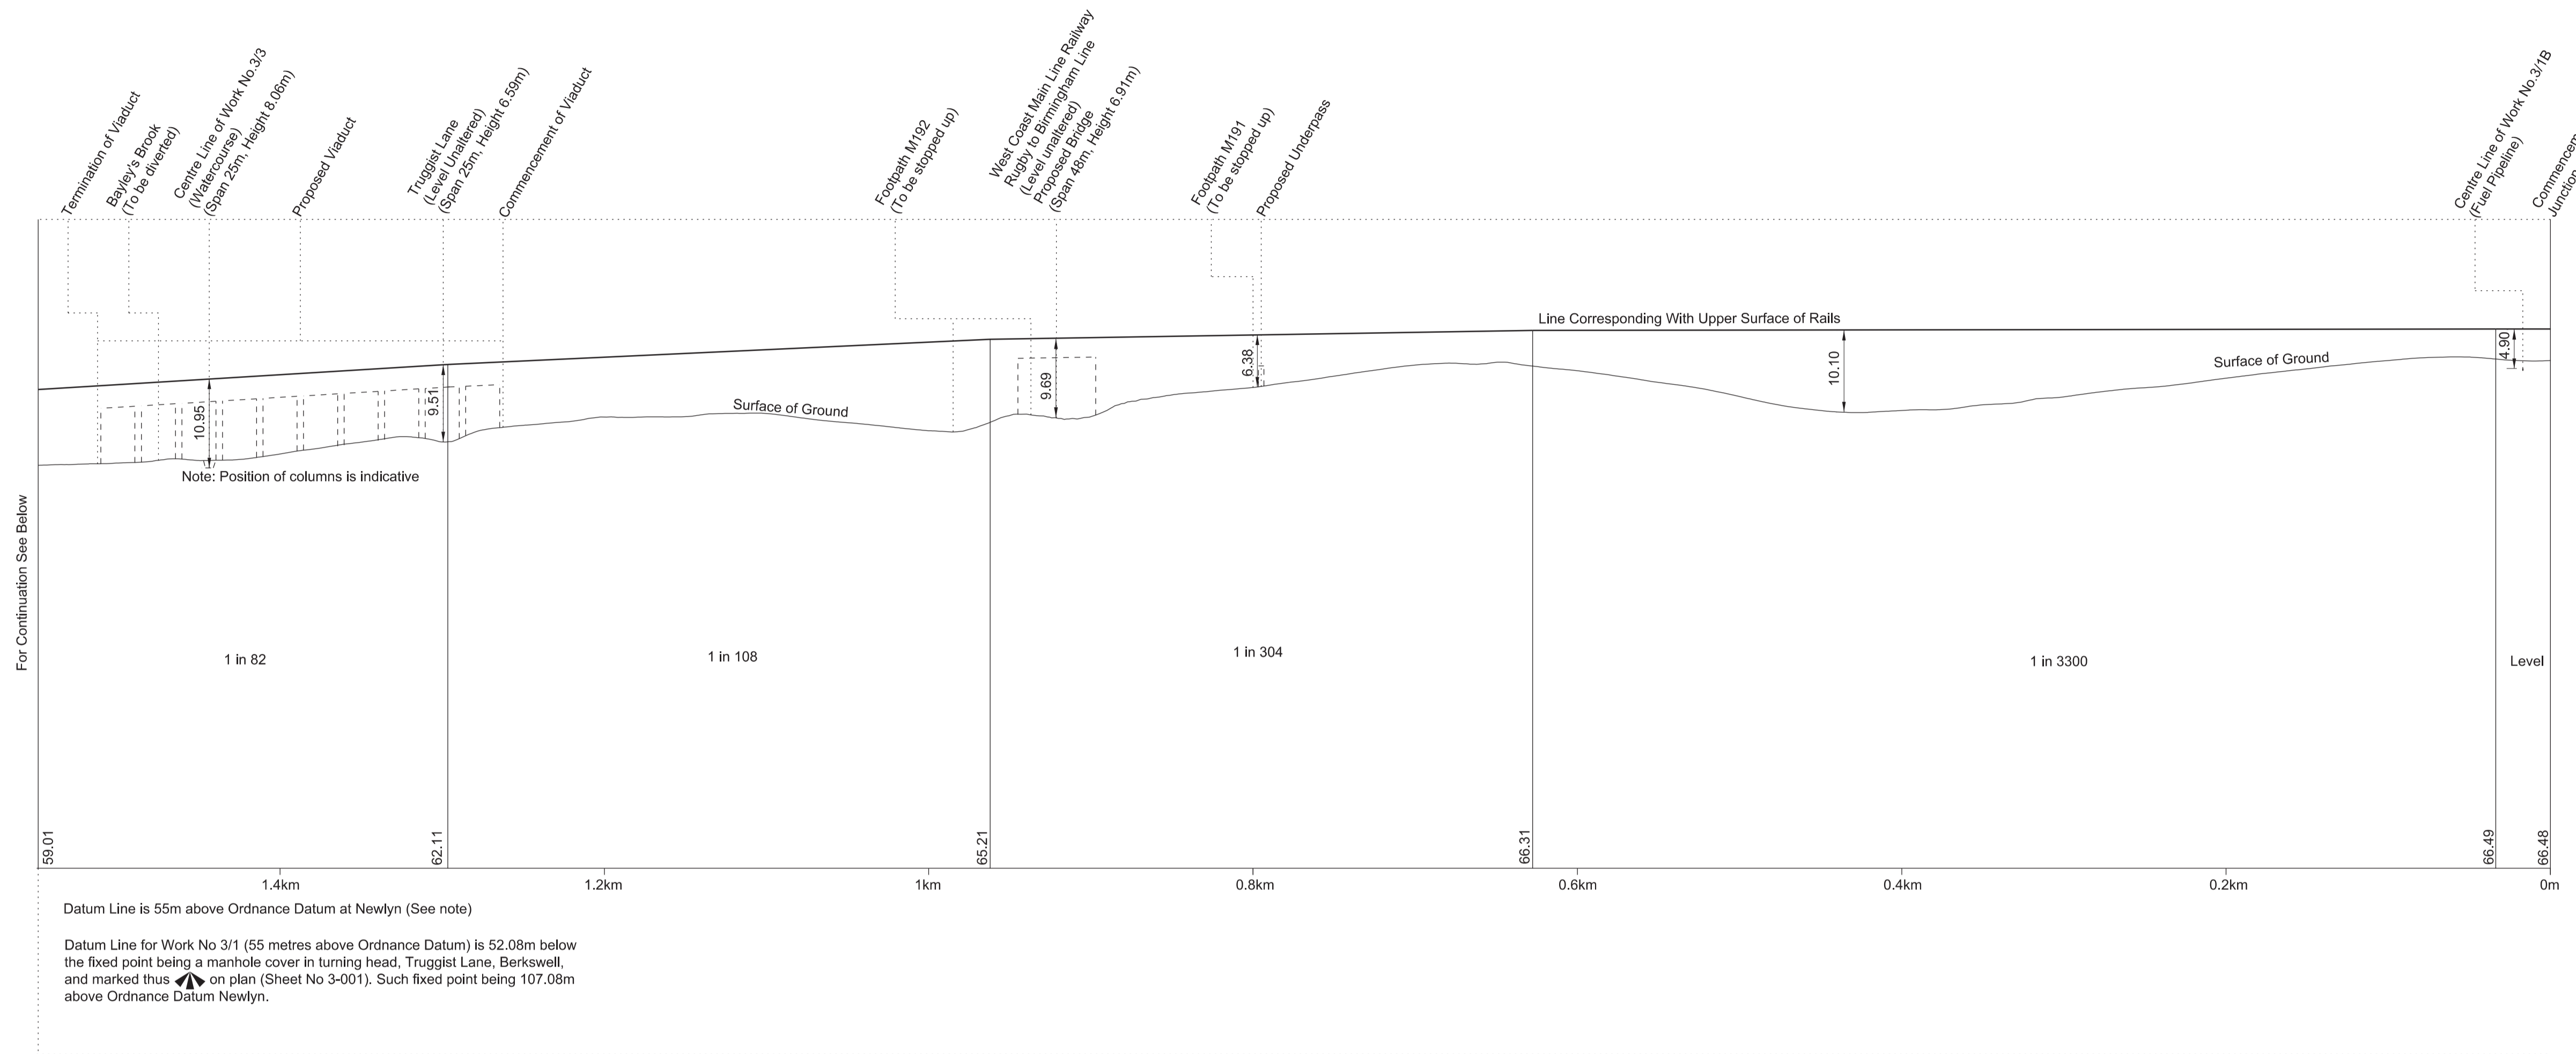 Termination of Viaduct
Bayley's Brook
(To be diverted)
Centre Line of Work No.3/3
(Watercourse)
(Span 25m, Height 8.06m)
Proposed Viaduct
Truggist Lane
(Level Unaltered)
(Span 25m, Height 6.59m)
Commencement of Viaduct
Footpath M192
(To be stopped up)
West Coast Main Line Railway
Rugby to Birmingham Line
(Level unaltered)
Proposed Bridge
(Span 48m, Height 6.91m)
Footpath M191
(To be stopped up)
Proposed Underpass
Centre Line of Work No.3/1B
(Fuel Pipeline)
Commencem
Junction
Line Corresponding With Upper Surface of Rails
10.95
9.51
9.69
6.38
10.10
4.90
Surface of Ground
Surface of Ground
Note: Position of columns is indicative
For Continuation See Below
1 in 82
1 in 108
1 in 304
1 in 3300
Level
59.01
62.11
65.21
66.31
66.49
66.48
1.4km
1.2km
1km
0.8km
0.6km
0.4km
0.2km
0m
Datum Line is 55m above Ordnance Datum at Newlyn (See note)
Datum Line for Work No 3/1 (55 metres above Ordnance Datum) is 52.08m below
the fixed point being a manhole cover in turning head, Truggist Lane, Berkswell,
and marked thus on plan (Sheet No 3-001). Such fixed point being 107.08m
above Ordnance Datum Newlyn.